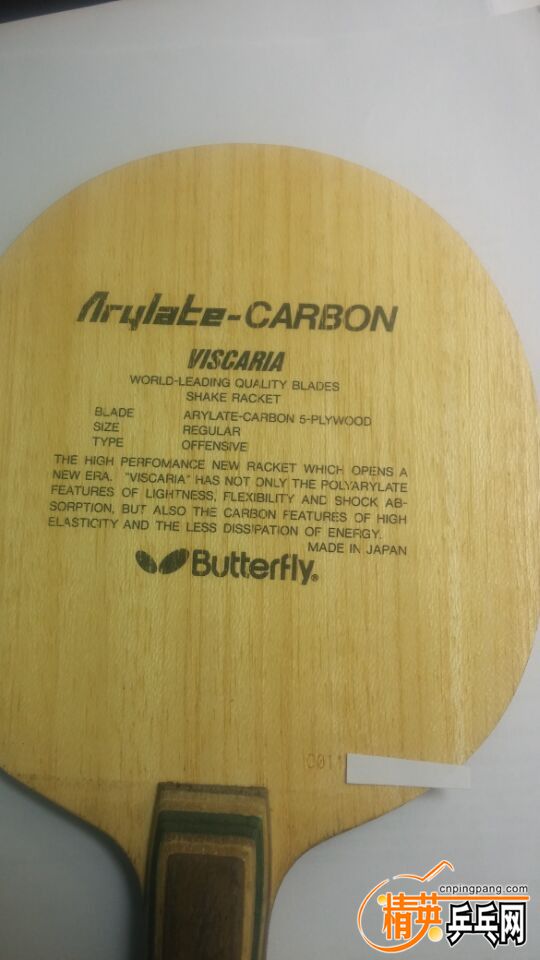 Arylate-CARBON
VISCARIA
WORLD-LEADING QUALITY BLADES
SHAKE RACKET
BLADE ARYLATE-CARBON 5-PLYWOOD
SIZE REGULAR
TYPE OFFENSIVE
THE HIGH PERFOMANCE NEW RACKET WHICH OPENS A
NEW ERA. "VISCARIA" HAS NOT ONLY THE POLYARYLATE
FEATURES OF LIGHTNESS, FLEXIBILITY AND SHOCK AB-
SORPTION, BUT ALSO THE CARBON FEATURES OF HIGH
ELASTICITY AND THE LESS DISSIPATION OF ENERGY.
MADE IN JAPAN
Butterfly®
cnpingpang.com
精英乒乓网